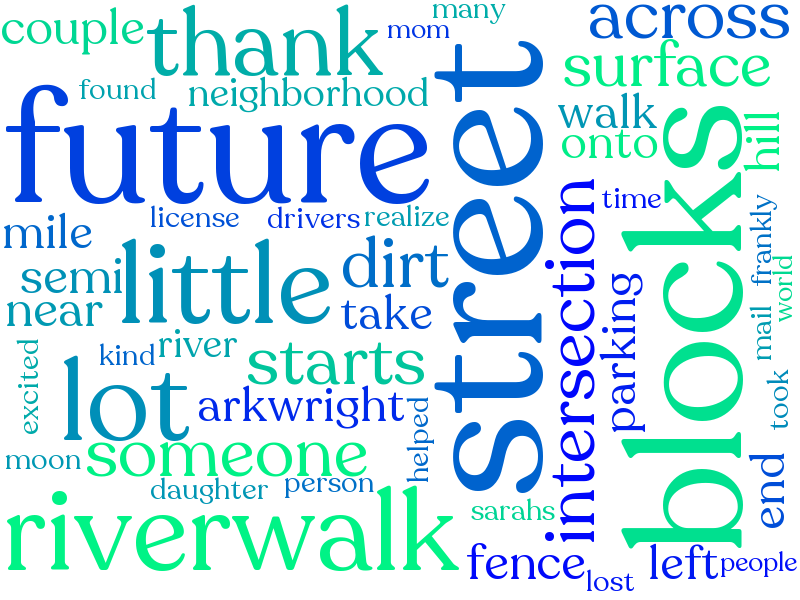 couple
thank
mom
many
across
found
neighborhood
surface
future
street
walk
onto
blocks
hill
mile
license
drivers
realize
time
semi
little
dirt
intersection
frankly
near
take
parking
world
kind
river
starts
mail
excited
lot
arkwright
took
moon
someone
helped
daughter
person
end
riverwalk
sarahs
fence
lost
left
people